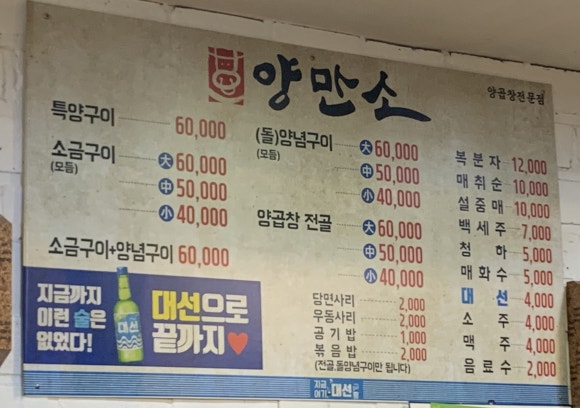 양만소
양곱창전문점
특양구이 60,000
소금구이 大 60,000
(모듬) 中 50,000
小 40,000
소금구이+양념구이 60,000
(돌)양념구이 大 60,000
(모듬) 中 50,000
小 40,000
양곱창 전골 大 60,000
中 50,000
小 40,000
당면사리 2,000
우동사리 2,000
공기밥 1,000
볶음밥 2,000
(전골,돌양념구이만 됩니다)
복분자 12,000
매취순 10,000
설중매 10,000
백세주 7,000
청하 5,000
매화수 5,000
대선 4,000
소주 4,000
맥주 4,000
음료수 2,000
지금까지
이런 술은
없었다!
대선
대선으로
끝까지♥
지금,
여기,
대선